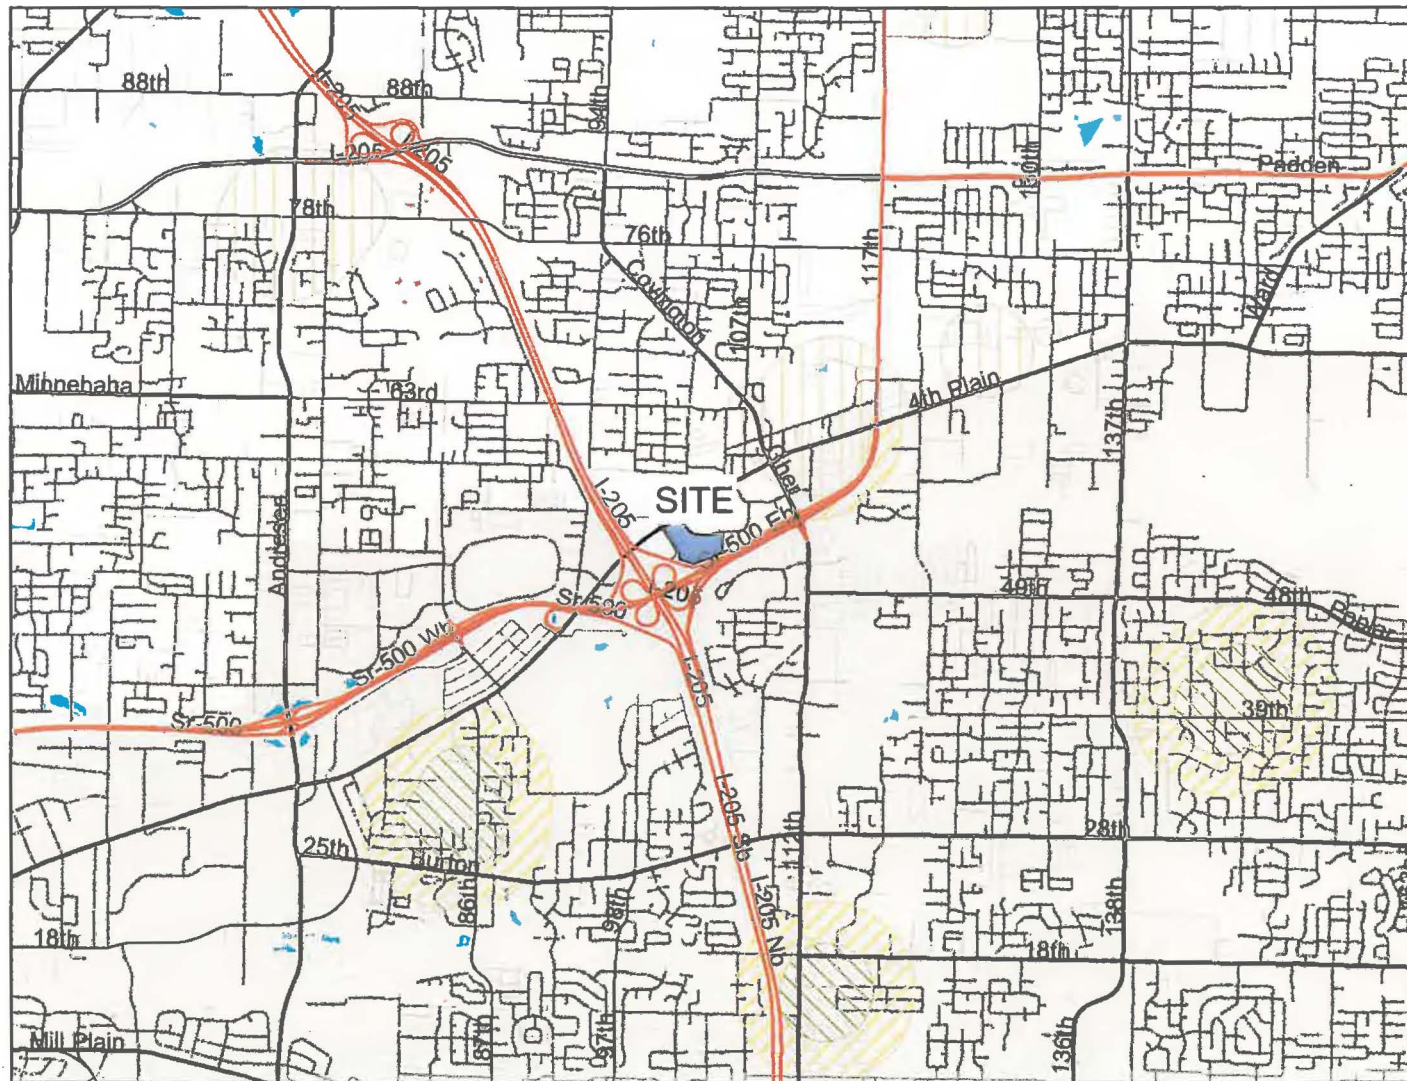 88th
I-205
88th
94th
I-205
I-205
130th
Padden
78th
76th
117th
Covington
107th
Ward
Minnehaha
63rd
4th Plain
137th
Gher
I-205
SITE
Sr-500 Eb
Andresen
Sr-500
I-205
49th
48th
Sr-500 Wb
I-205
39th
Sr-500
I-205 Sb
112th
28th
25th
Burton
86th
98th
I-205 Nb
138th
18th
18th
87th
97th
136th
Mill Plain